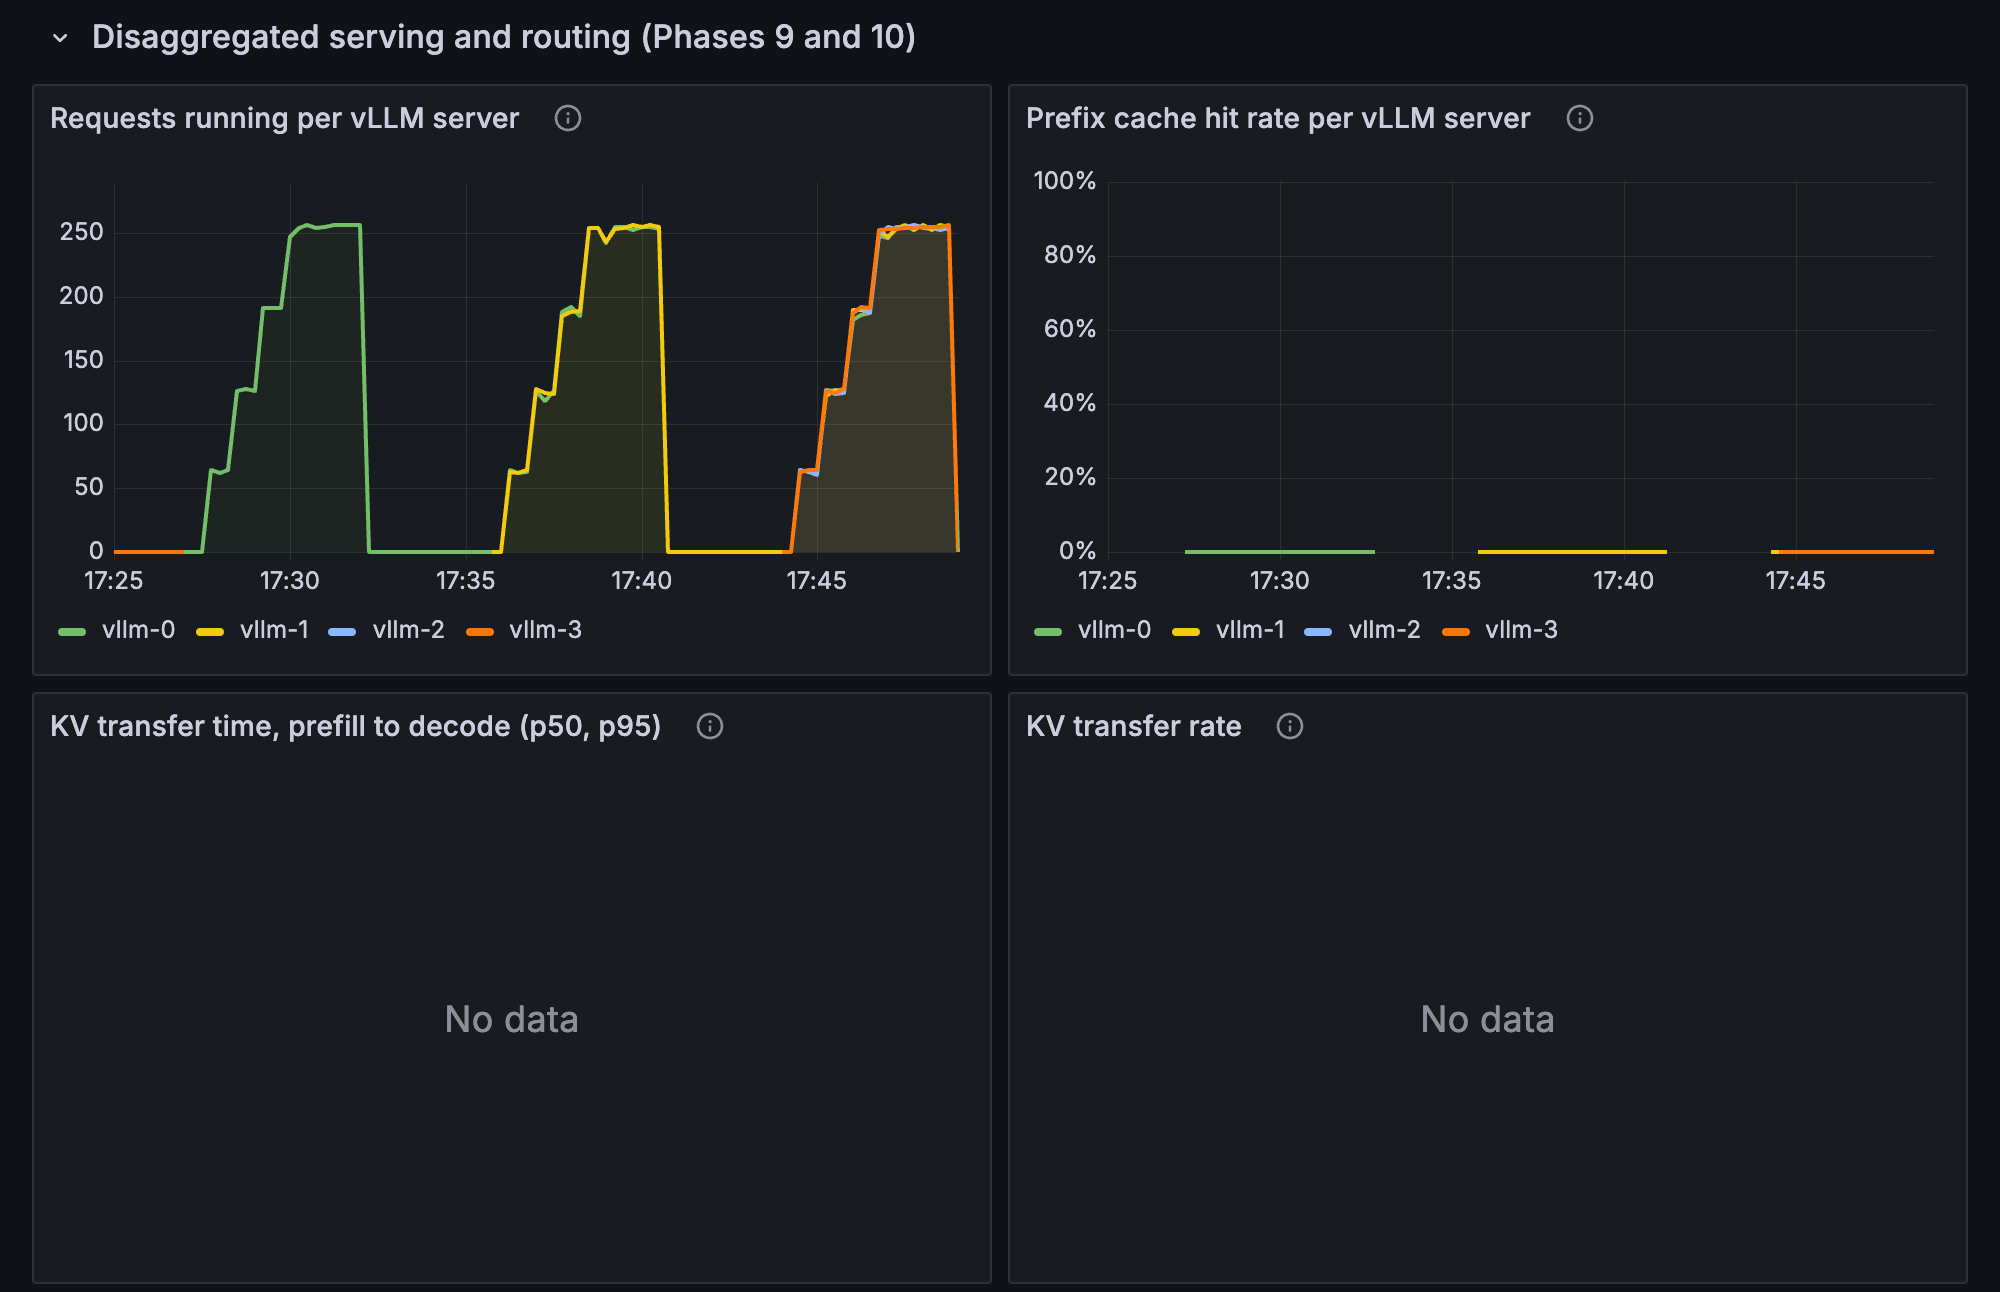 Disaggregated serving and routing (Phases 9 and 10)
Requests running per vLLM server
250
200
150
100
50
0
17:25 17:30 17:35 17:40 17:45
vllm-0 vllm-1 vllm-2 vllm-3
Prefix cache hit rate per vLLM server
100%
80%
60%
40%
20%
0%
17:25 17:30 17:35 17:40 17:45
vllm-0 vllm-1 vllm-2 vllm-3
KV transfer time, prefill to decode (p50, p95)
No data
KV transfer rate
No data